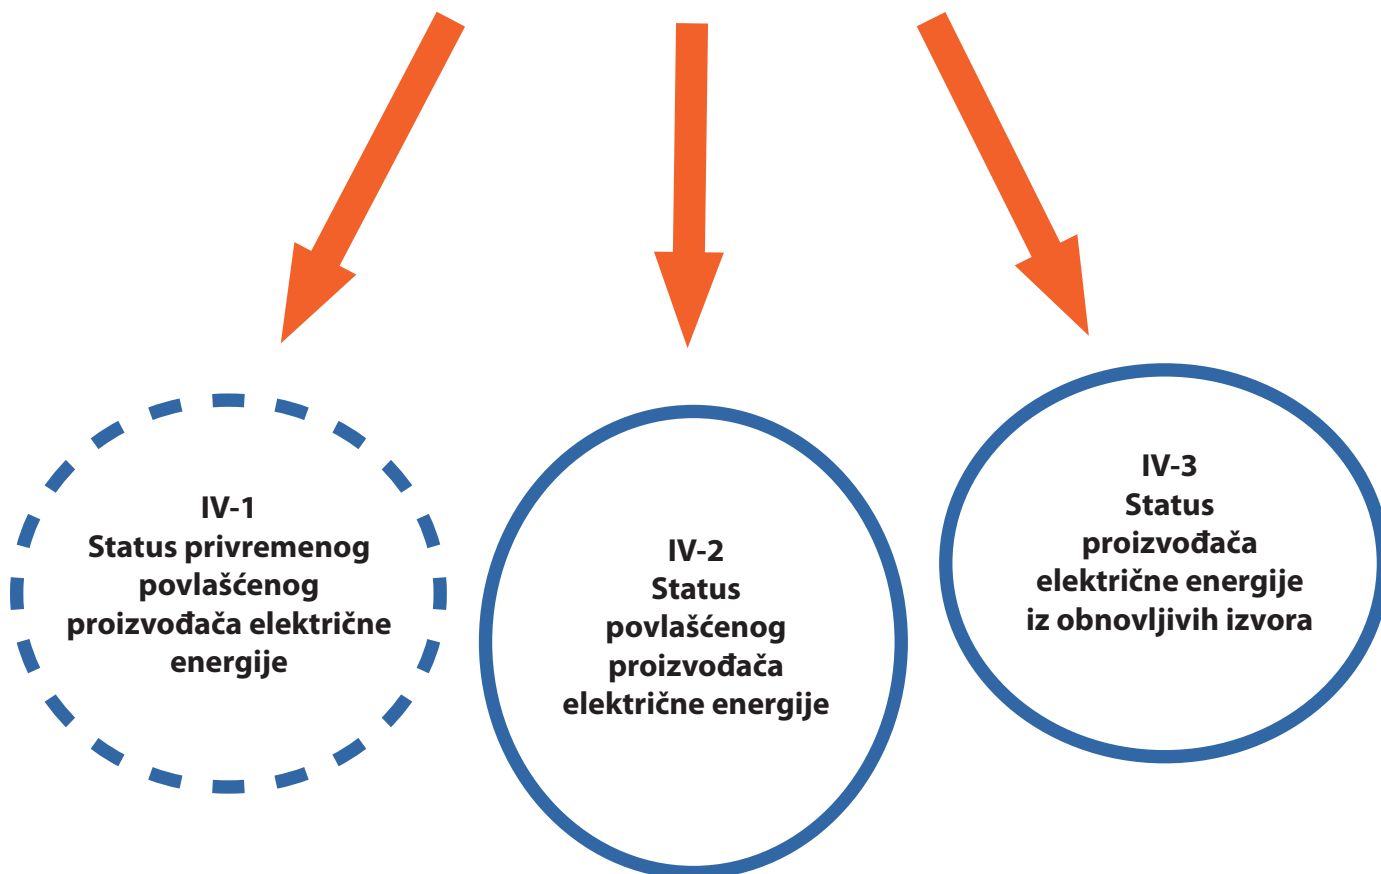 IV-1
Status privremenog
povlašćenog
proizvođača električne
energije
IV-2
Status
povlašćenog
proizvođača
električne energije
IV-3
Status
proizvođača
električne energije
iz obnovljivih izvora